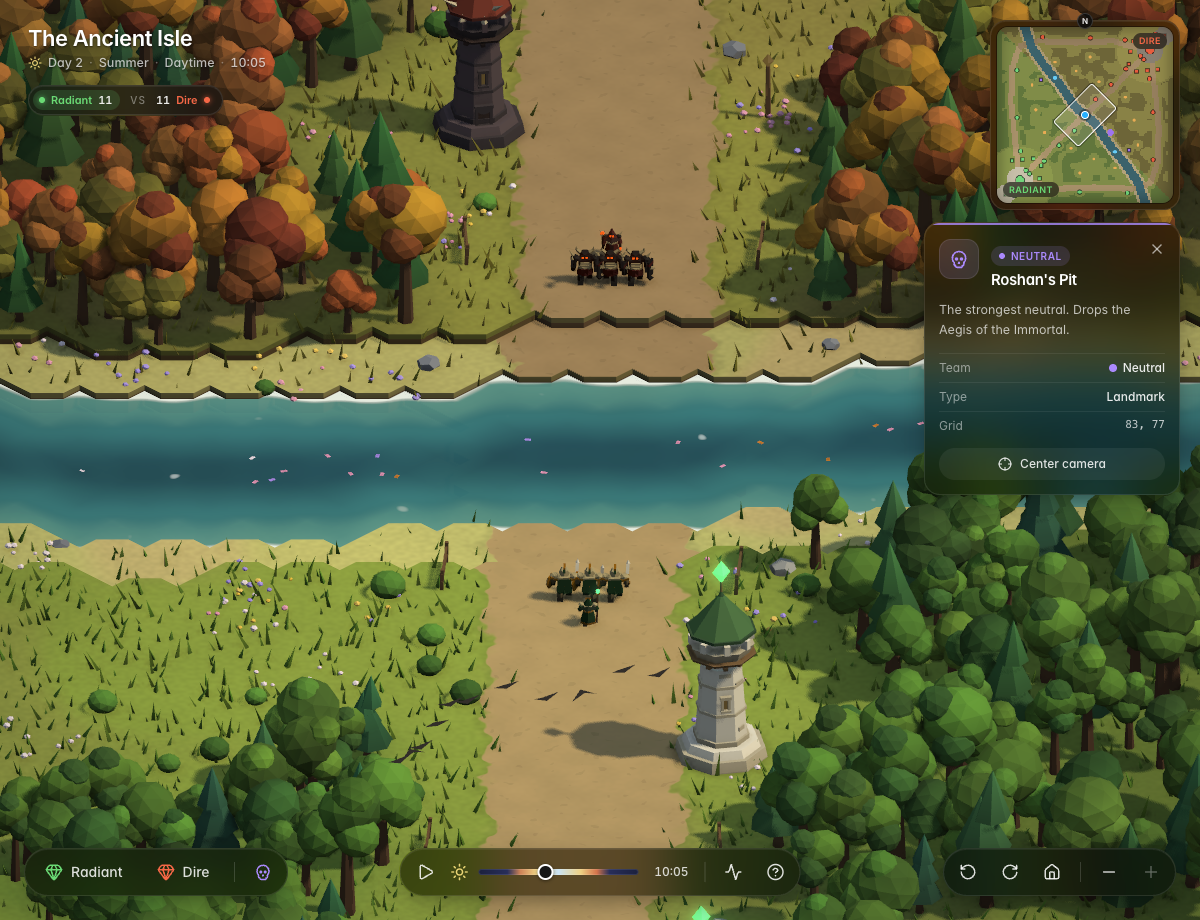 The Ancient Isle
Day 2 · Summer · Daytime · 10:05
Radiant 11 VS 11 Dire
N
DIRE
RADIANT
NEUTRAL
Roshan's Pit
The strongest neutral. Drops the
Aegis of the Immortal.
Team Neutral
Type Landmark
Grid 83, 77
Center camera
Radiant Dire
10:05